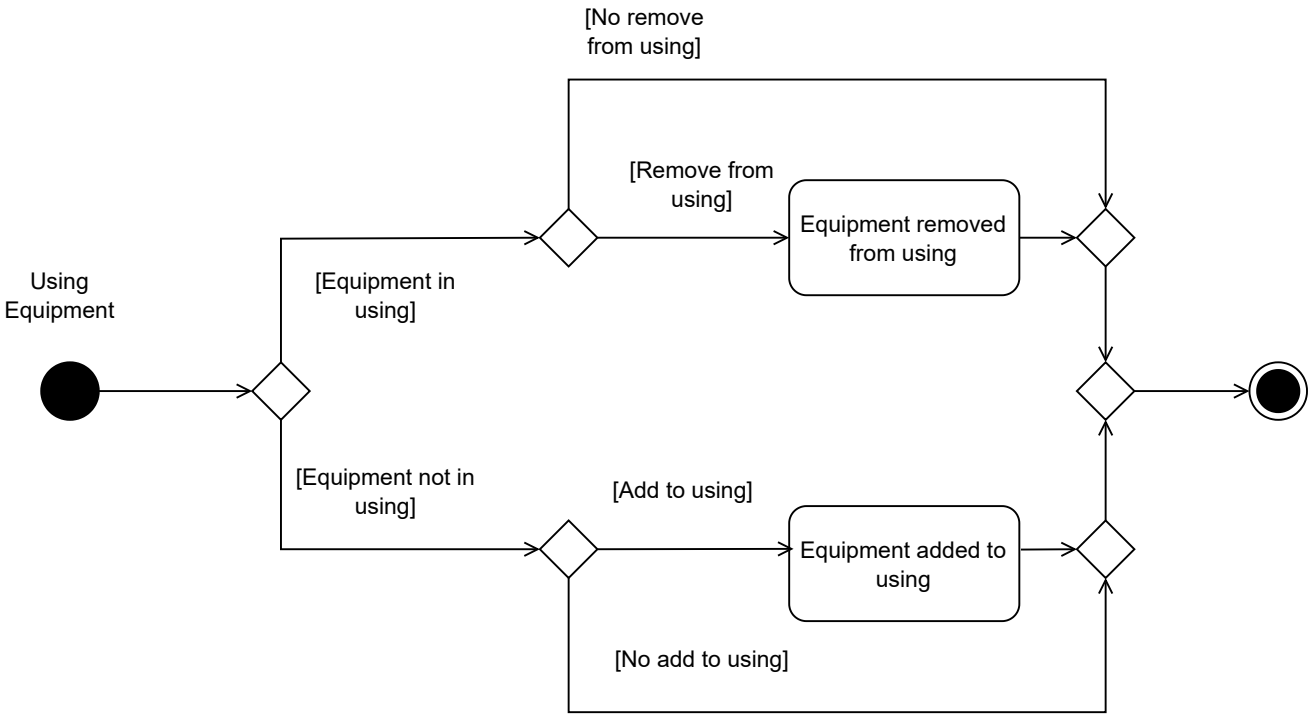 [No remove
from using]
[Remove from
using]
Equipment removed
from using
Using
Equipment
[Equipment in
using]
[Equipment not in
using]
[Add to using]
Equipment added to
using
[No add to using]